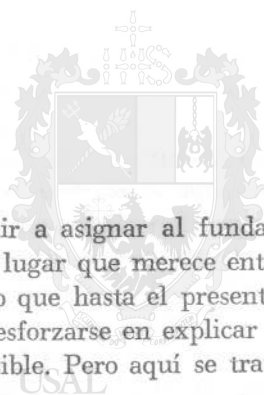 IHS
ir a asignar al funda
lugar que merece ent
o que hasta el present
esforzarse en explicar
ible. Pero aquí se tra
USAL